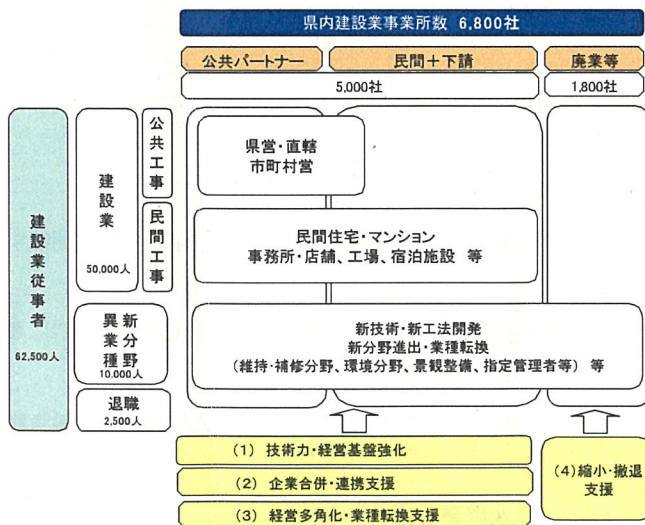 県内建設業事業所数 6,800社
公共パートナー
民間＋下請
廃業等
5,000社
1,800社
建設業従事者
62,500人
建設業
50,000人
公共工事
民間工事
異業種
新分野
10,000人
退職
2,500人
県営・直轄
市町村営
民間住宅・マンション
事務所・店舗、工場、宿泊施設 等
新技術・新工法開発
新分野進出・業種転換
(維持・補修分野、環境分野、景観整備、指定管理者等) 等
(1) 技術力・経営基盤強化
(2) 企業合併・連携支援
(3) 経営多角化・業種転換支援
(4)縮小・撤退
支援